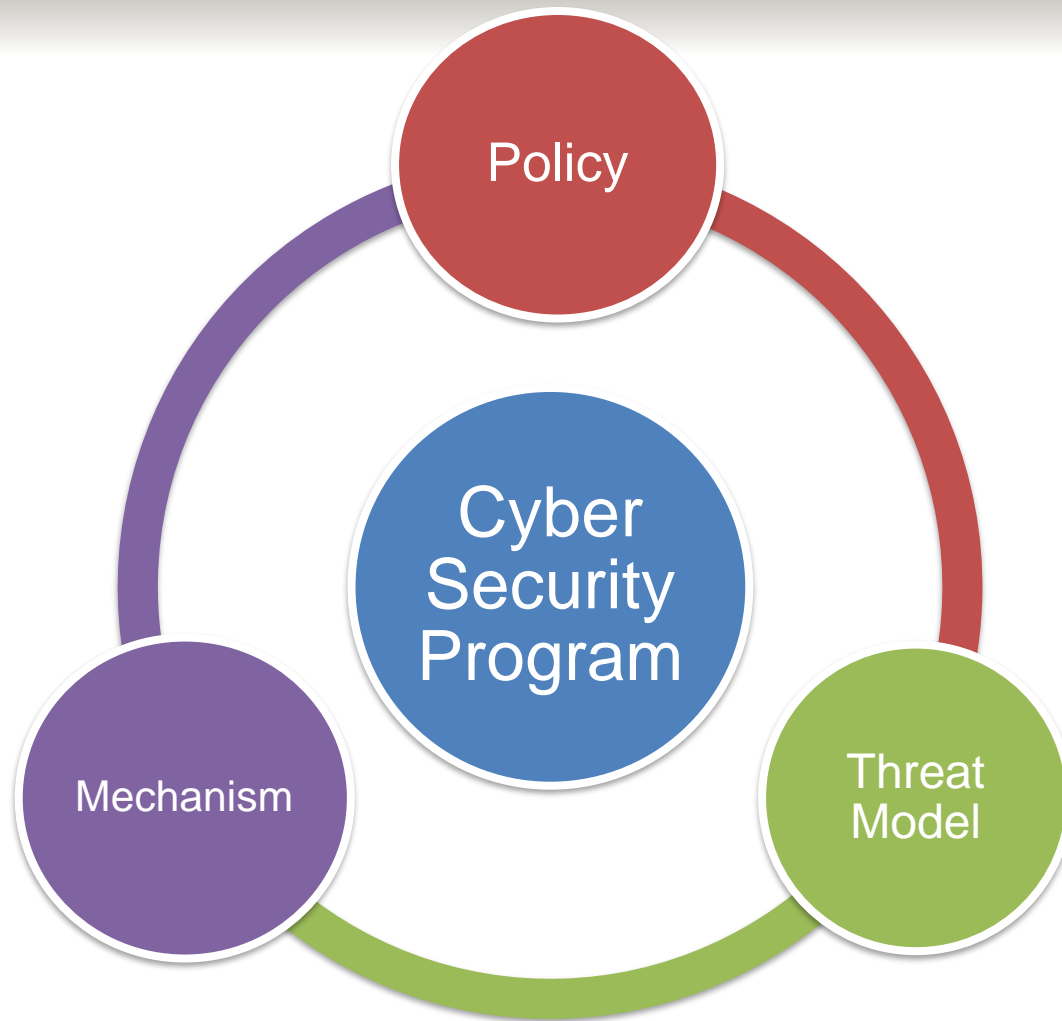 Policy
Cyber
Security
Program
Mechanism
Threat
Model